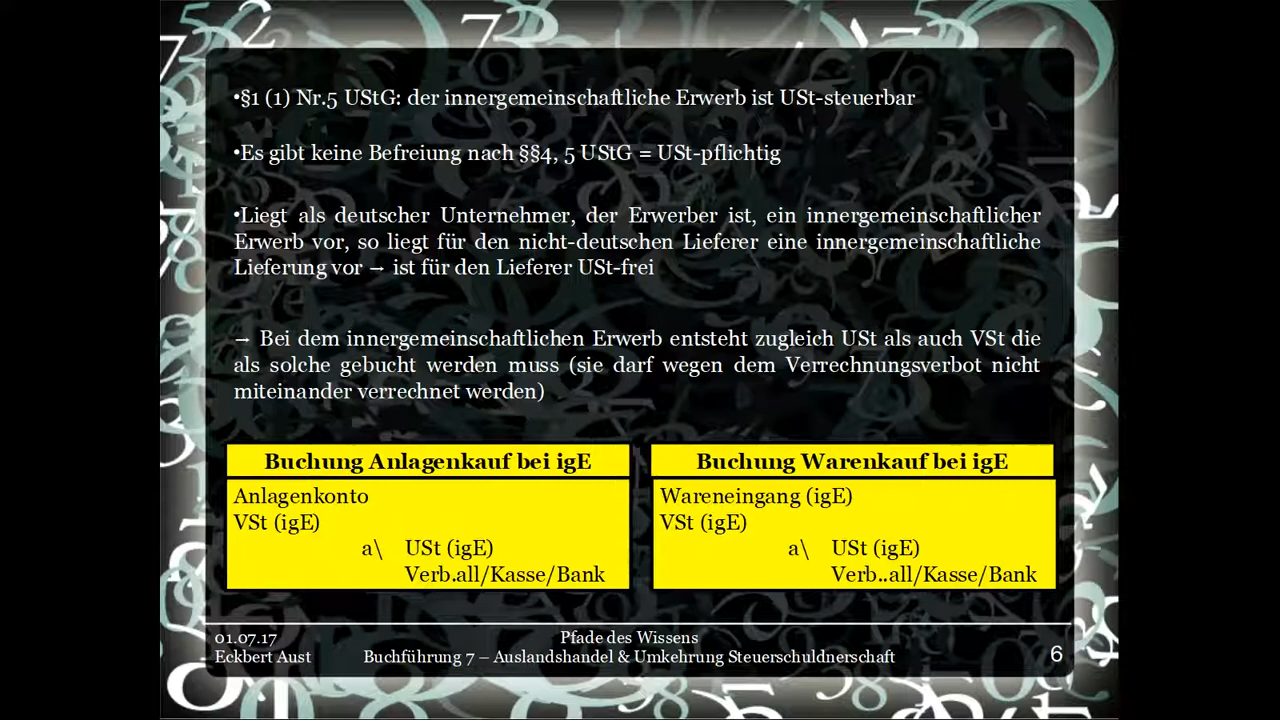 •§1 (1) Nr.5 UStG: der innergemeinschaftliche Erwerb ist USt-steuerbar
•Es gibt keine Befreiung nach §§4, 5 UStG = USt-pflichtig
•Liegt als deutscher Unternehmer, der Erwerber ist, ein innergemeinschaftlicher
Erwerb vor, so liegt für den nicht-deutschen Lieferer eine innergemeinschaftliche
Lieferung vor → ist für den Lieferer USt-frei
→ Bei dem innergemeinschaftlichen Erwerb entsteht zugleich USt als auch VSt die
als solche gebucht werden muss (sie darf wegen dem Verrechnungsverbot nicht
miteinander verrechnet werden)
Buchung Anlagenkauf bei igE
Anlagenkonto
VSt (igE)
a\ USt (igE)
Verb.all/Kasse/Bank
Buchung Warenkauf bei igE
Wareneingang (igE)
VSt (igE)
a\ USt (igE)
Verb..all/Kasse/Bank
01.07.17
Eckbert Aust
Pfade des Wissens
Buchführung 7 – Auslandshandel & Umkehrung Steuerschuldnerschaft
6